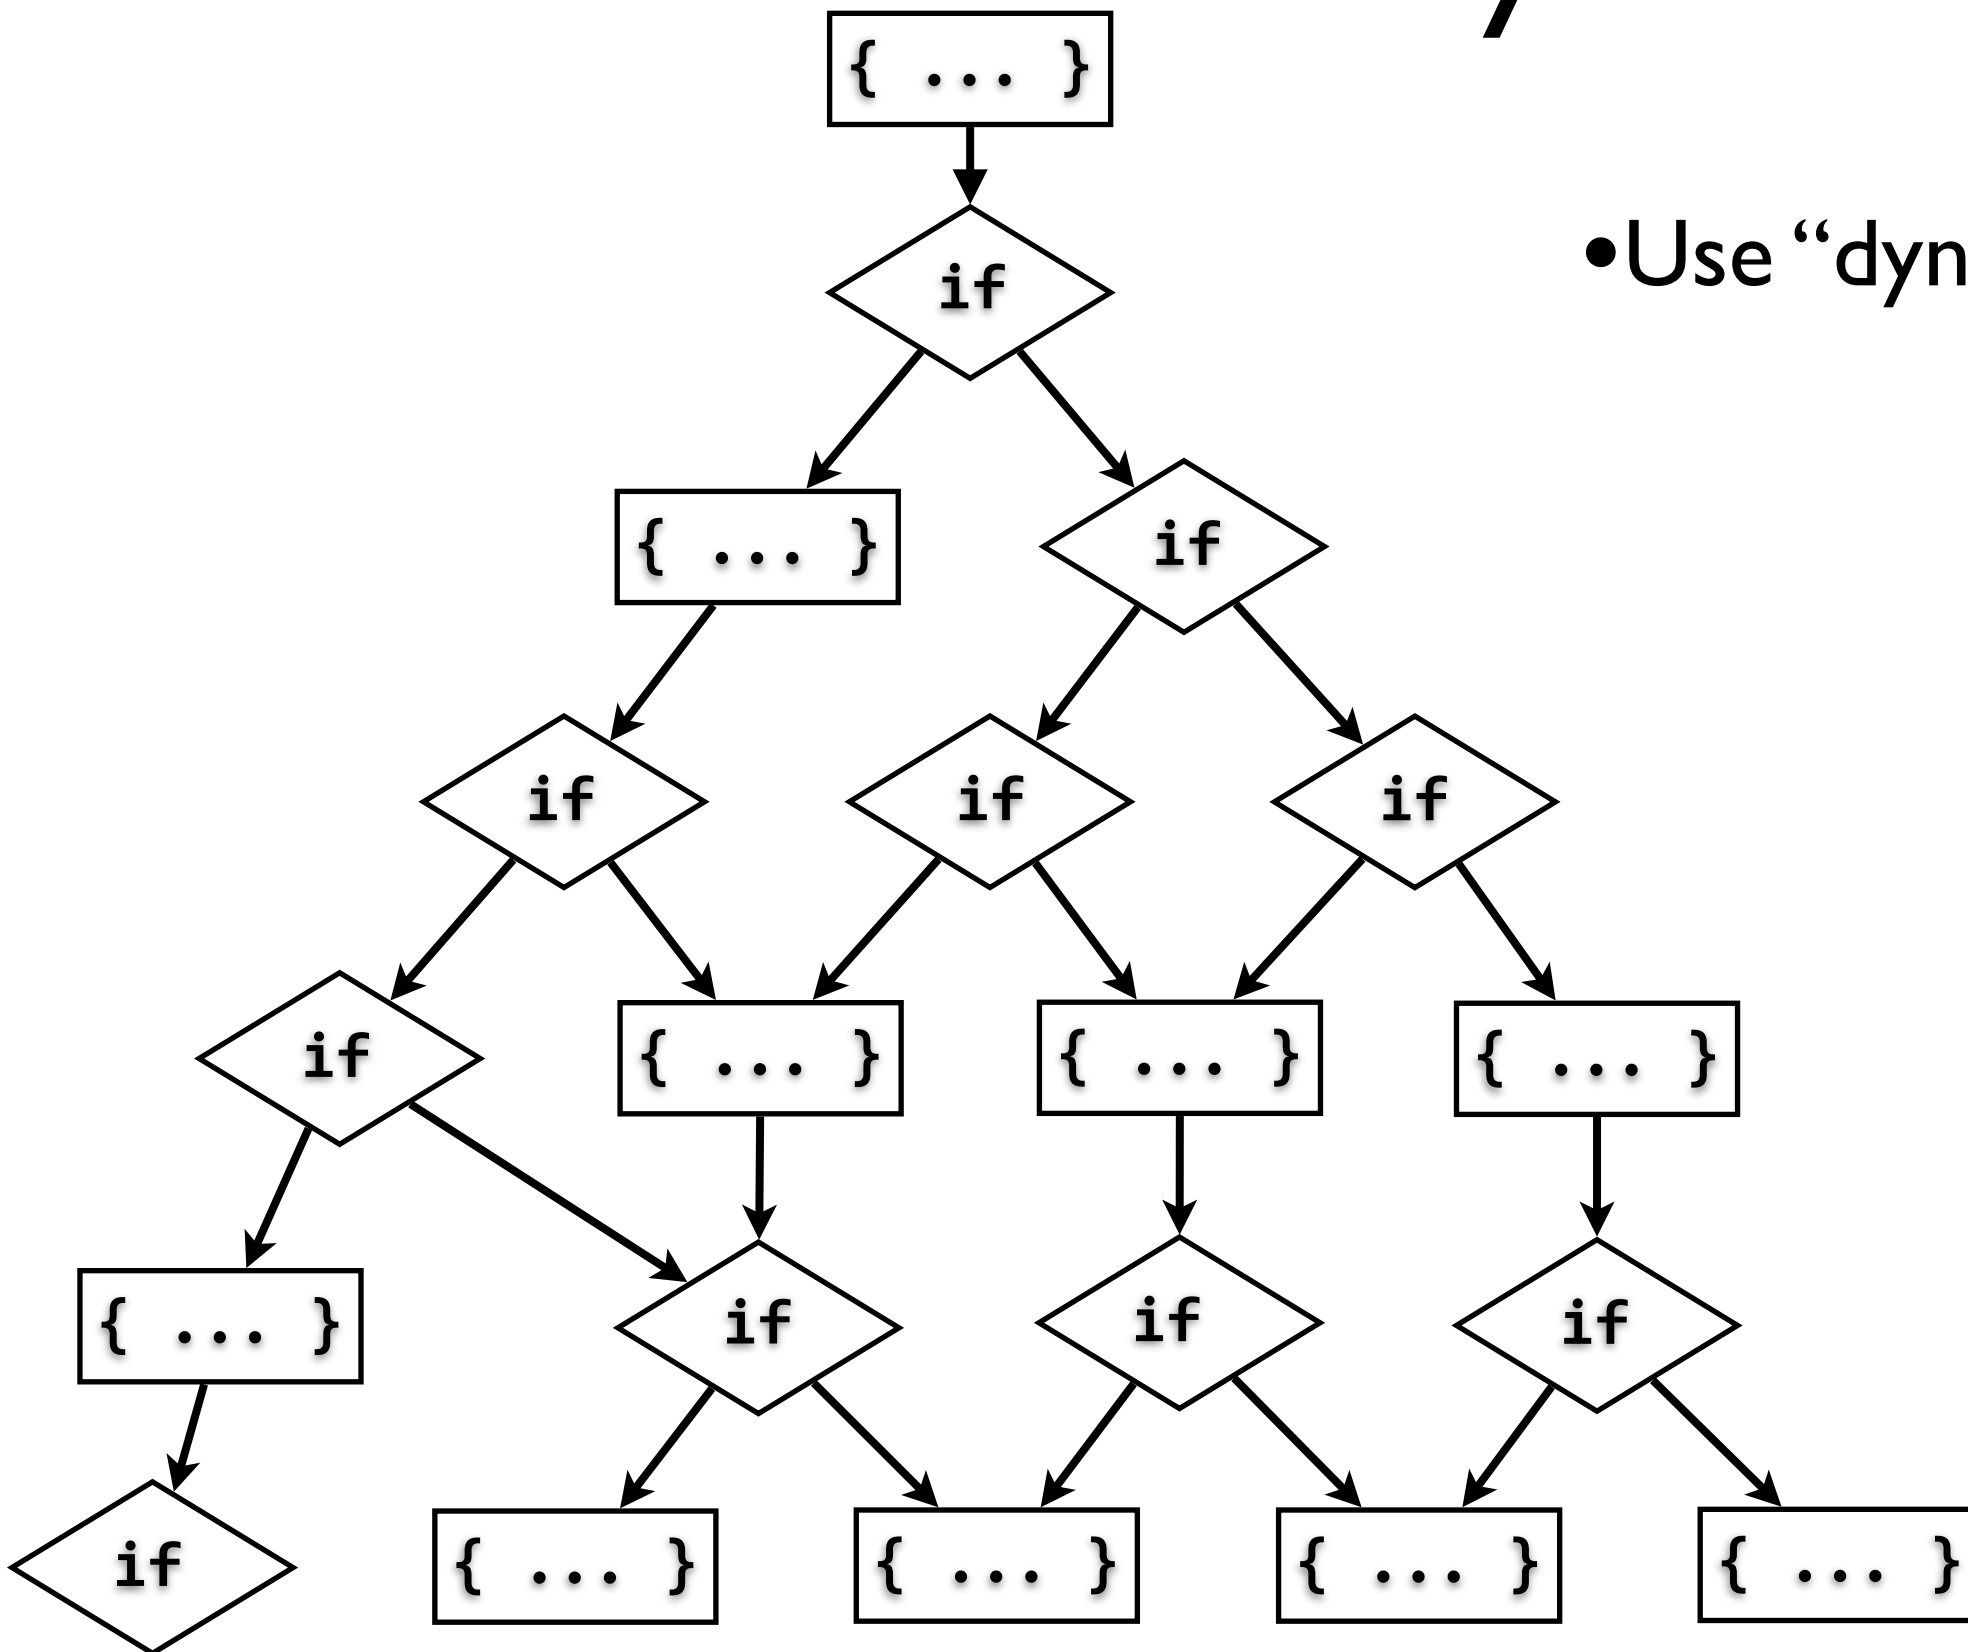 { ... }
if
•Use “dyn
{ ... }
if
if
if
if
if
{ ... }
{ ... }
{ ... }
{ ... }
if
if
if
if
{ ... }
{ ... }
{ ... }
{ ... }